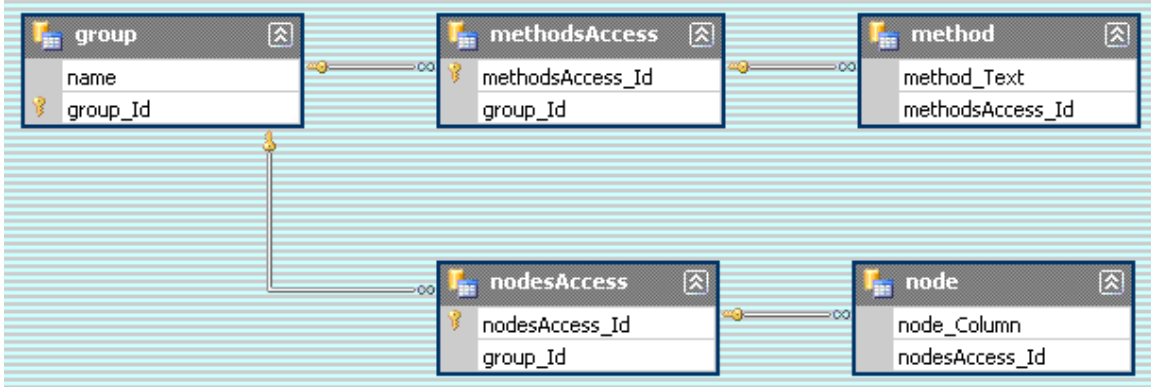 group
name
group_Id
methodsAccess
methodsAccess_Id
group_Id
method
method_Text
methodsAccess_Id
nodesAccess
nodesAccess_Id
group_Id
node
node_Column
nodesAccess_Id